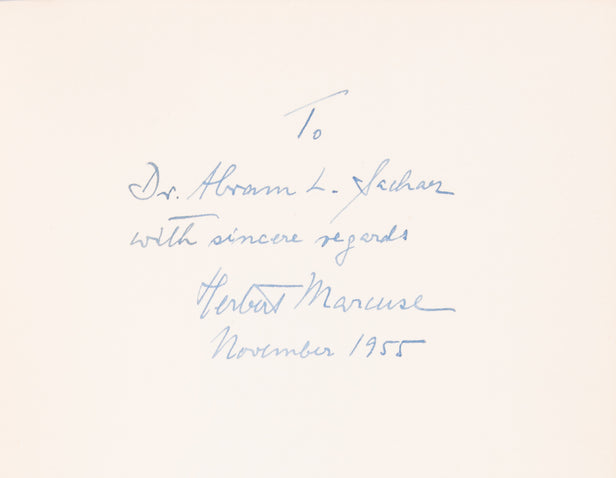 To
Dr. Abram L. Sachar
with sincere regards
Herbert Marcuse
November 1955